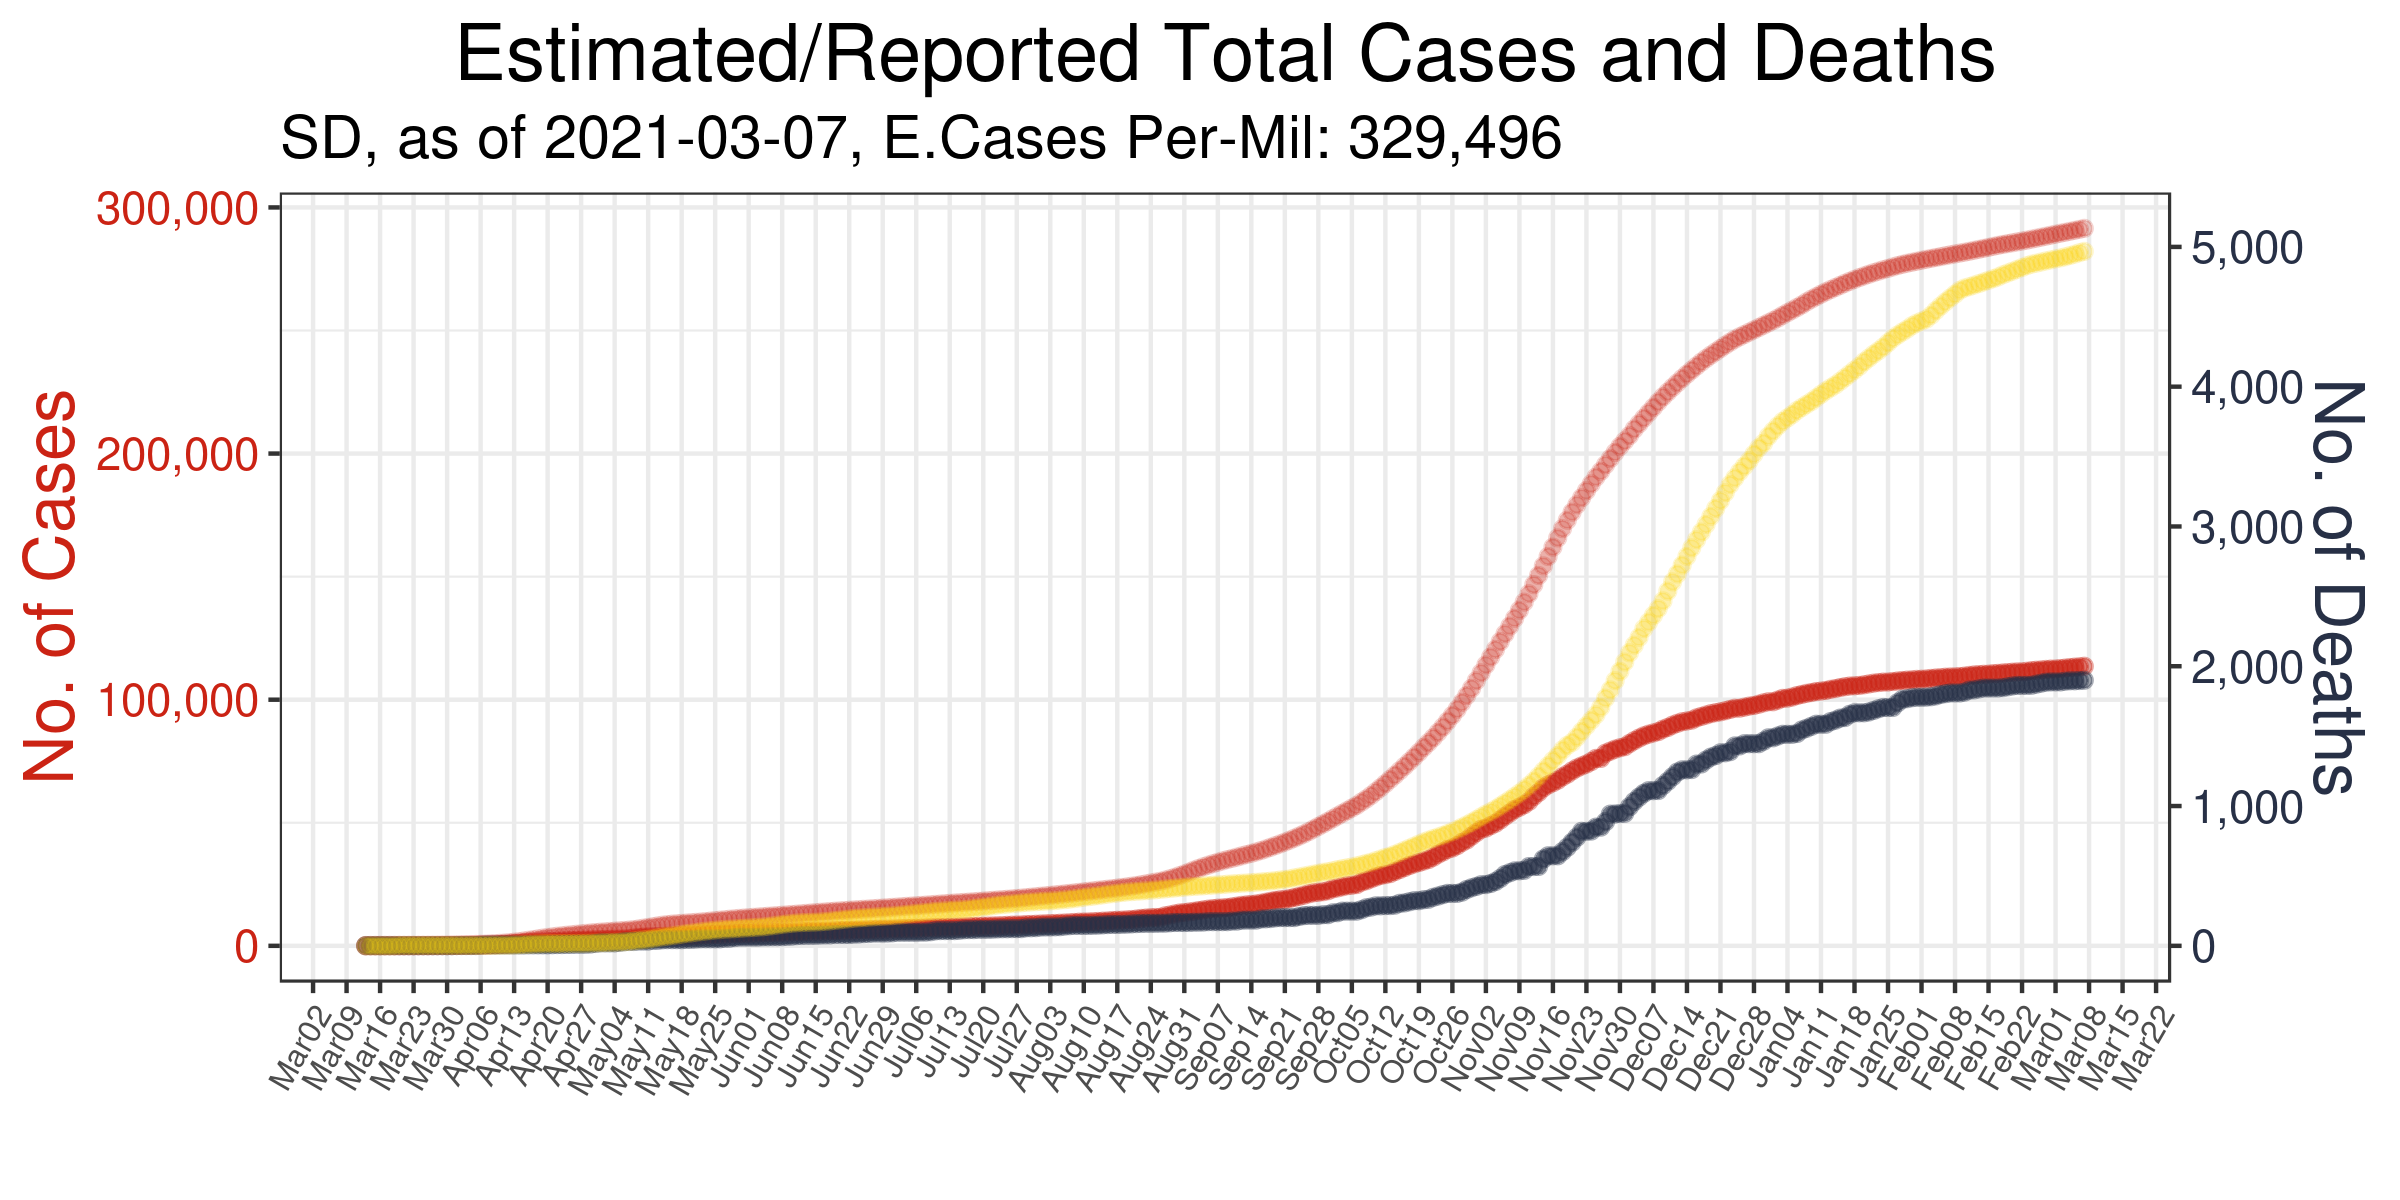 Estimated/Reported Total Cases and Deaths
SD, as of 2021-03-07, E.Cases Per-Mil: 329,496
No. of Cases
300,000
200,000
100,000
0
5,000
4,000
3,000
2,000
1,000
0
No. of Deaths
Mar02
Mar09
Mar16
Mar23
Mar30
Apr06
Apr13
Apr20
Apr27
May04
May11
May18
May25
Jun01
Jun08
Jun15
Jun22
Jun29
Jul06
Jul13
Jul20
Jul27
Aug03
Aug10
Aug17
Aug24
Aug31
Sep07
Sep14
Sep21
Sep28
Oct05
Oct12
Oct19
Oct26
Nov02
Nov09
Nov16
Nov23
Nov30
Dec07
Dec14
Dec21
Dec28
Jan04
Jan11
Jan18
Jan25
Feb01
Feb08
Feb15
Feb22
Mar01
Mar08
Mar15
Mar22